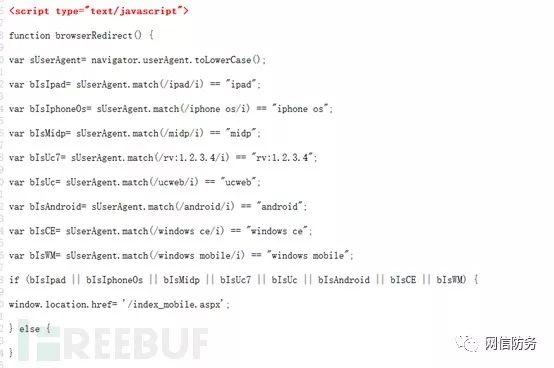 <script type="text/javascript">
function browserRedirect() {
var sUserAgent= navigator.userAgent.toLowerCase();
var bIsIpad= sUserAgent.match(/ipad/i) == "ipad";
var bIsIphoneOs= sUserAgent.match(/iphone os/i) == "iphone os";
var bIsMidp= sUserAgent.match(/midp/i) == "midp";
var bIsUc7= sUserAgent.match(/rv:1.2.3.4/i) == "rv:1.2.3.4";
var bIsUc= sUserAgent.match(/ucweb/i) == "ucweb";
var bIsAndroid= sUserAgent.match(/android/i) == "android";
var bIsCE= sUserAgent.match(/windows ce/i) == "windows ce";
var bIsWM= sUserAgent.match(/windows mobile/i) == "windows mobile";
if (bIsIpad || bIsIphoneOs || bIsMidp || bIsUc7 || bIsUc || bIsAndroid || bIsCE || bIsWM) {
window.location.href= '/index_mobile.aspx';
} else {
}
FREEBUF
网信防务